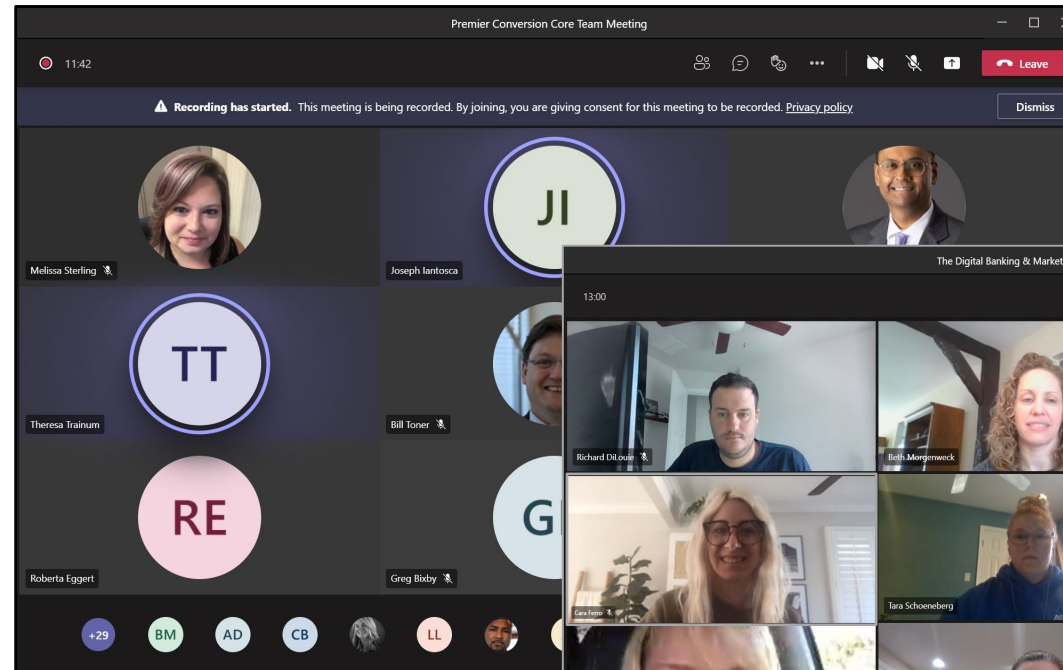 Premier Conversion Core Team Meeting
11:42
Leave
Recording has started. This meeting is being recorded. By joining, you are giving consent for this meeting to be recorded. Privacy policy
Dismiss
Melissa Sterling
JI
Joseph Iantosca
The Digital Banking & Market
13:00
TT
Theresa Trainum
Bill Toner
Richard DiLouie
Beth Morgenweck
RE
Roberta Eggert
G
Greg Bixby
Cara Ferro
Tara Schoeneberg
+29
BM
AD
CB
LL